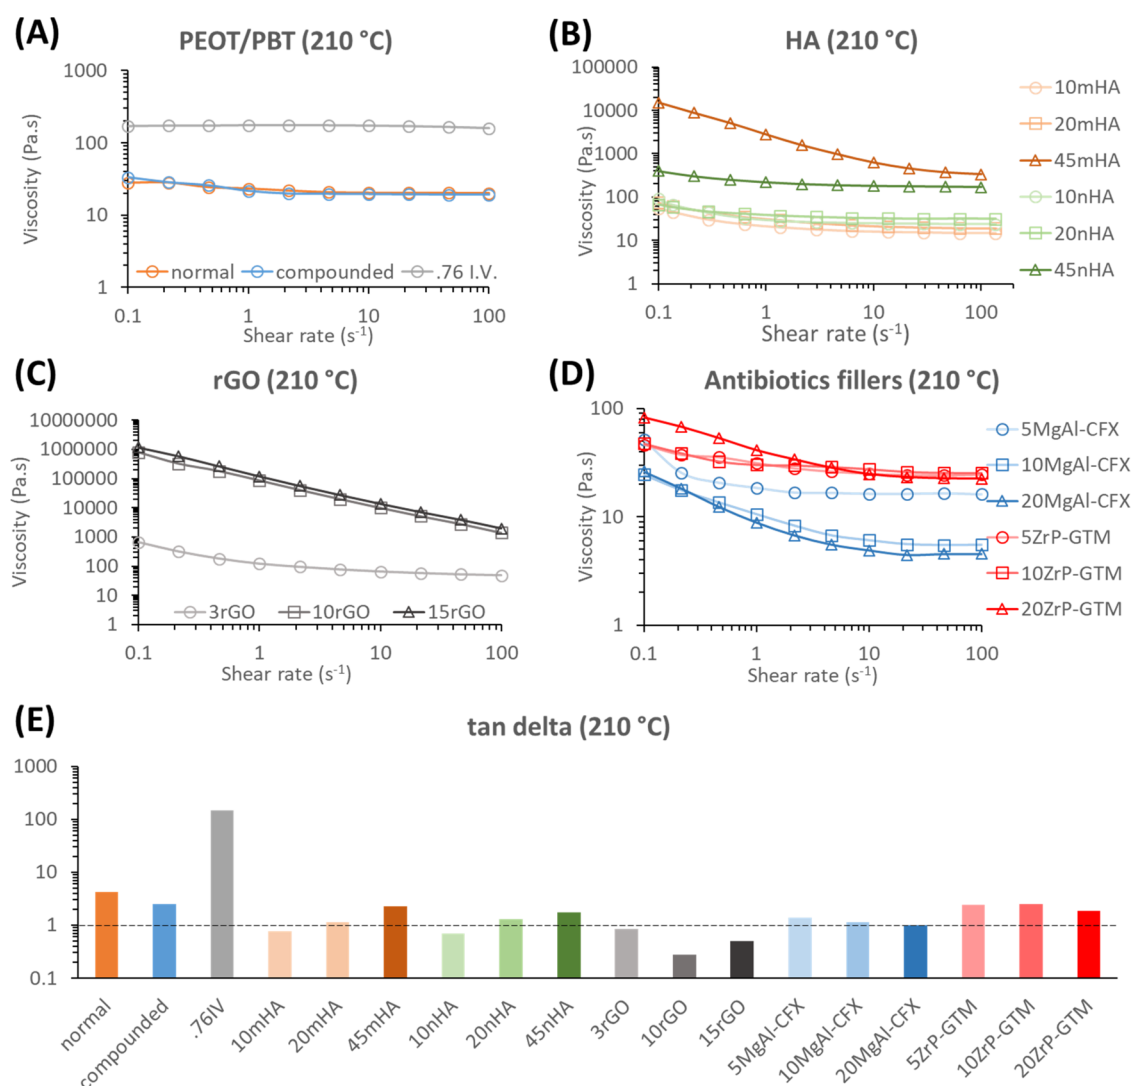 (A)
PEOT/PBT (210 °C)
1000
100
10
1
Viscosity (Pa.s)
normal
compounded
.76 I.V.
0.1
1
10
100
Shear rate (s-1)
(B)
HA (210 °C)
100000
10000
1000
100
10
1
Viscosity (Pa.s)
0.1
1
10
100
Shear rate (s-1)
10mHA
20mHA
45mHA
10nHA
20nHA
45nHA
(C)
rGO (210 °C)
10000000
1000000
100000
10000
1000
100
10
1
Viscosity (Pa.s)
3rGO
10rGO
15rGO
0.1
1
10
100
Shear rate (s-1)
(D)
Antibiotics fillers (210 °C)
100
10
1
Viscosity (Pa.s)
0.1
1
10
100
Shear rate (s-1)
5MgAl-CFX
10MgAl-CFX
20MgAl-CFX
5ZrP-GTM
10ZrP-GTM
20ZrP-GTM
(E)
tan delta (210 °C)
1000
100
10
1
0.1
normal
compounded
.76IV
10mHA
20mHA
45mHA
10nHA
20nHA
45nHA
3rGO
10rGO
15rGO
5MgAl-CFX
10MgAl-CFX
20MgAl-CFX
5ZrP-GTM
10ZrP-GTM
20ZrP-GTM